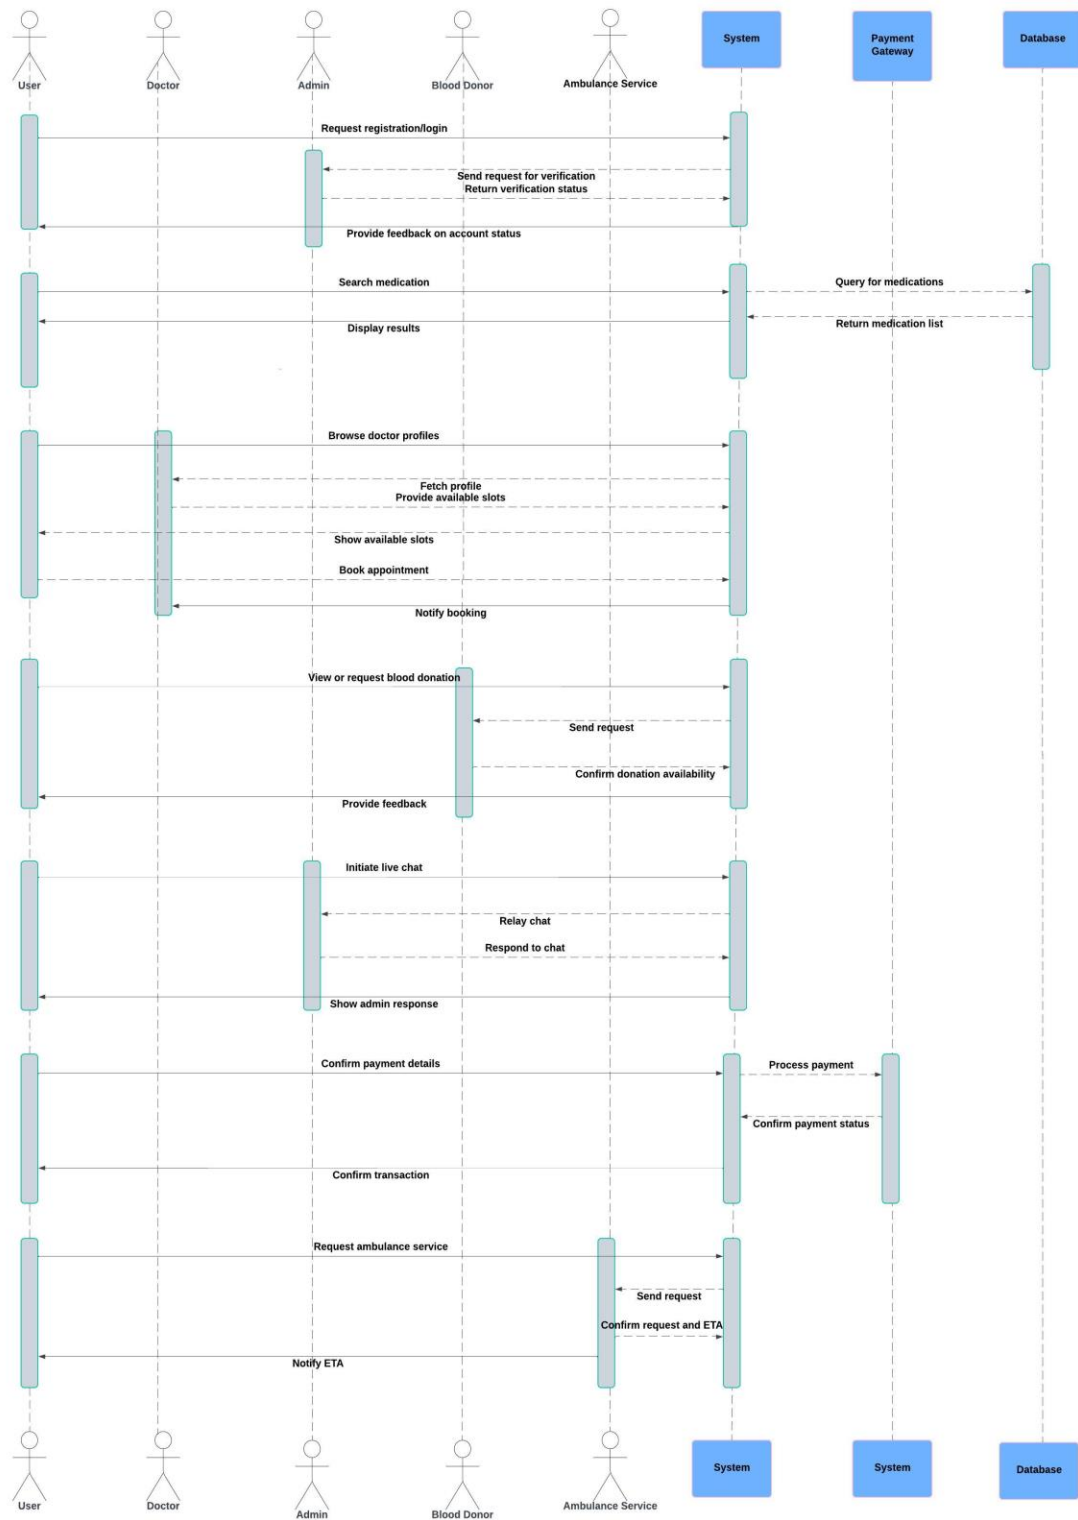 System
Payment
Gateway
Database
User
Doctor
Admin
Blood Donor
Ambulance Service
Request registration/login
Send request for verification
Return verification status
Provide feedback on account status
Search medication
Query for medications
Display results
Return medication list
Browse doctor profiles
Fetch profile
Provide available slots
Show available slots
Book appointment
Notify booking
View or request blood donation
Send request
Confirm donation availability
Provide feedback
Initiate live chat
Relay chat
Respond to chat
Show admin response
Confirm payment details
Process payment
Confirm payment status
Confirm transaction
Request ambulance service
Send request
Confirm request and ETA
Notify ETA
System
System
Database
User
Doctor
Admin
Blood Donor
Ambulance Service